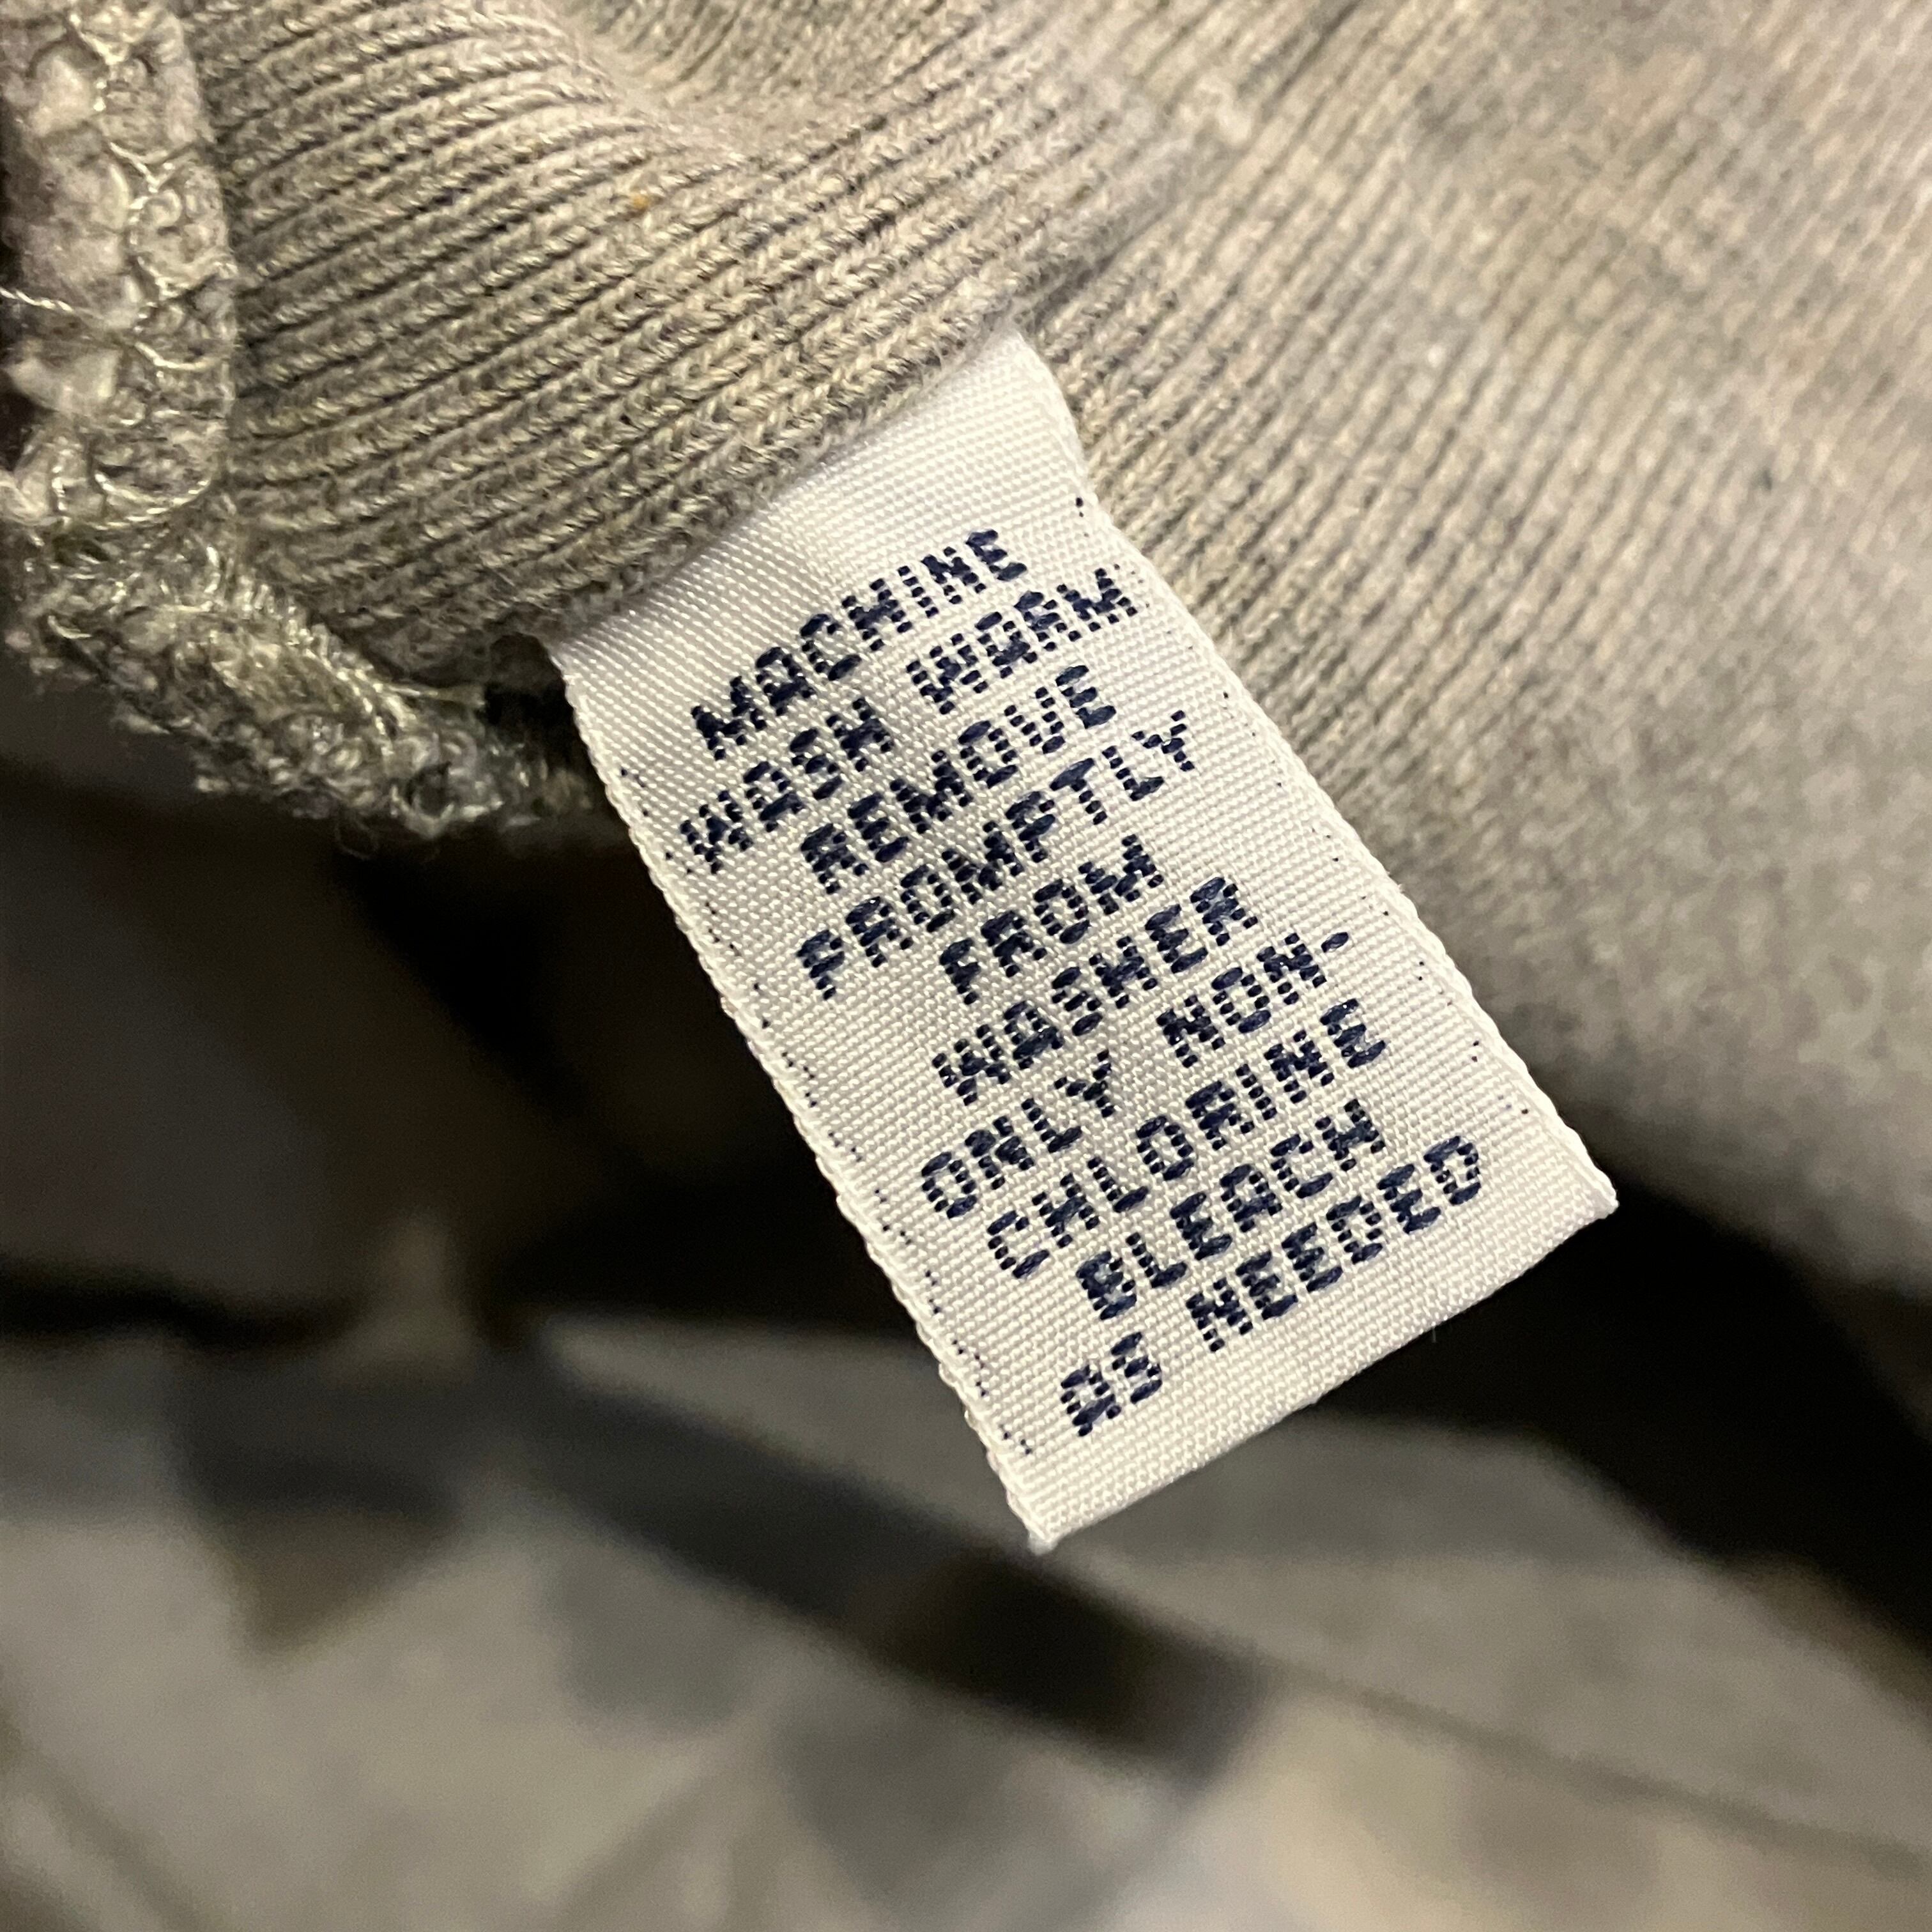 MACHINE
WASH WARM
REMOVE
PROMPTLY
FROM
WASHER
ONLY NON-
CHLORINE
BLEACH
AS NEEDED